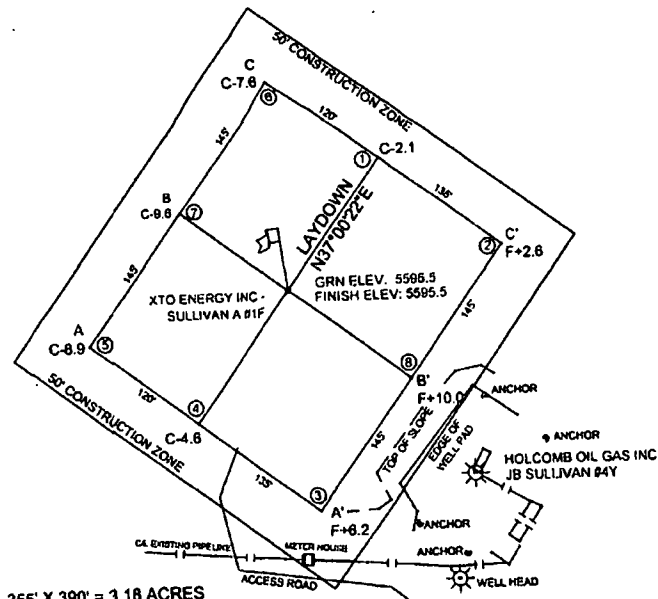 50' CONSTRUCTION ZONE
C
C-7.6
6
120'
145'
1
C-2.1
135'
LAYDOWN
N37°00'22"E
B
C-9.6
7
C'
2
F+2.6
GRN ELEV. 5596.5
FINISH ELEV: 5595.5
145'
XTO ENERGY INC -
SULLIVAN A #1F
145'
A
C-8.9
5
8
B'
F+10.0
ANCHOR
120'
50' CONSTRUCTION ZONE
4
C-4.6
145'
TOP OF SLOPE
EDGE OF
WELL PAD
ANCHOR
HOLCOMB OIL GAS INC
JB SULLIVAN #4Y
135'
3
A'
F+6.2
ANCHOR
C/L EXISTING PIPELINE
METER HOUSE
ANCHOR
ACCESS ROAD
WELL HEAD
355' X 390' = 3.18 ACRES